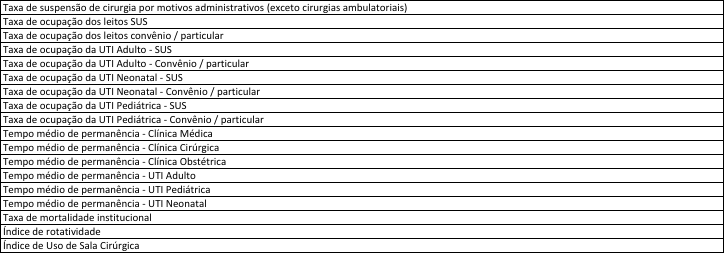 Taxa de suspensão de cirurgia por motivos administrativos (exceto cirurgias ambulatoriais)
Taxa de ocupação dos leitos SUS
Taxa de ocupação dos leitos convênio / particular
Taxa de ocupação da UTI Adulto - SUS
Taxa de ocupação da UTI Adulto - Convênio / particular
Taxa de ocupação da UTI Neonatal - SUS
Taxa de ocupação da UTI Neonatal - Convênio / particular
Taxa de ocupação da UTI Pediátrica - SUS
Taxa de ocupação da UTI Pediátrica - Convênio / particular
Tempo médio de permanência - Clínica Médica
Tempo médio de permanência - Clínica Cirúrgica
Tempo médio de permanência - Clínica Obstétrica
Tempo médio de permanência - UTI Adulto
Tempo médio de permanência - UTI Pediátrica
Tempo médio de permanência - UTI Neonatal
Taxa de mortalidade institucional
Índice de rotatividade
Índice de Uso de Sala Cirúrgica